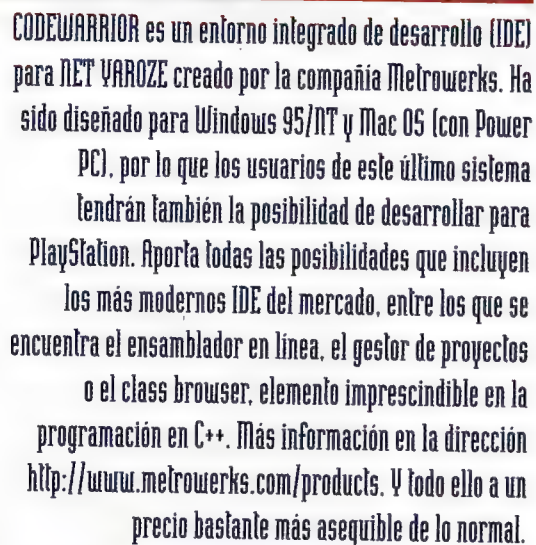 CODEWARRIOR es un entorno integrado de desarrollo (IDE)
para NET YAROZE creado por la compañía Metrowerks. Ha
sido diseñado para Windows 95/NT y Mac OS (con Power
PC), por lo que los usuarios de este último sistema
tendrán también la posibilidad de desarrollar para
PlayStation. Aporta todas las posibilidades que incluyen
los más modernos IDE del mercado, entre los que se
encuentra el ensamblador en línea, el gestor de proyectos
o el class browser, elemento imprescindible en la
programación en C++. Más información en la dirección
http://www.metrowerks.com/products. Y todo ello a un
precio bastante más asequible de lo normal.